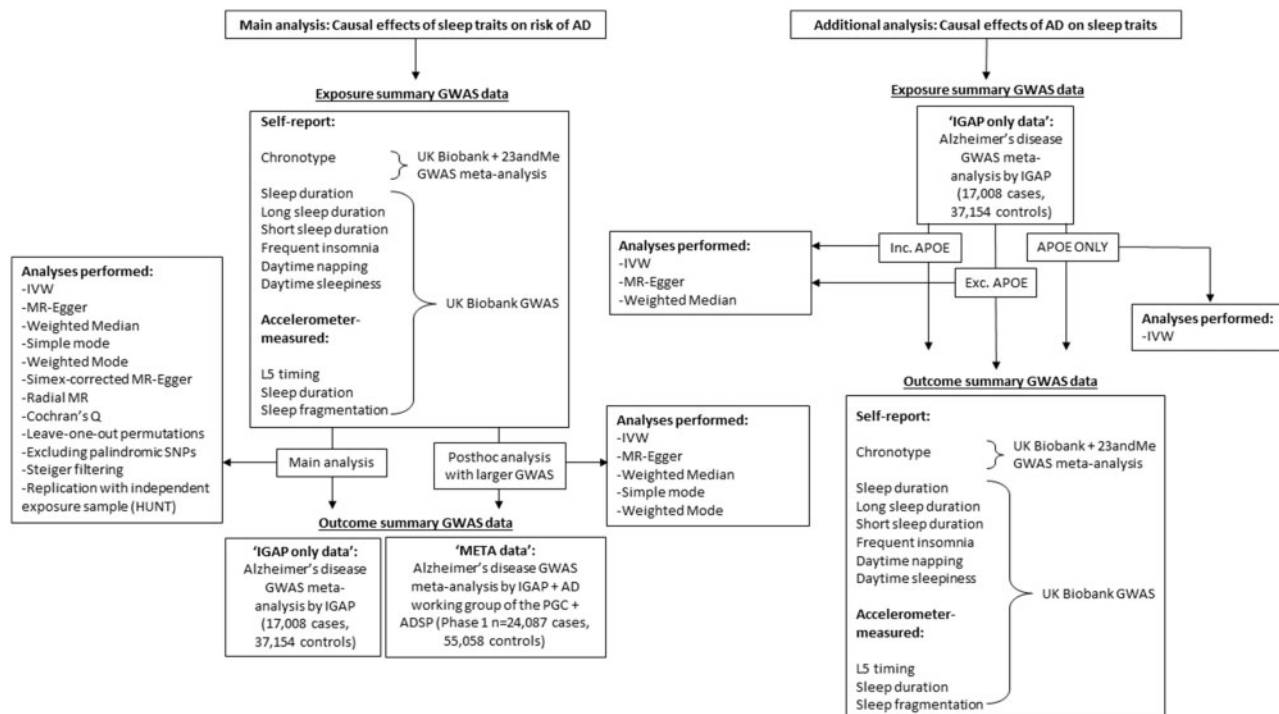 Main analysis: Causal effects of sleep traits on risk of AD
Exposure summary GWAS data
Self-report:
Chronotype
UK Biobank + 23andMe
GWAS meta-analysis
Sleep duration
Long sleep duration
Short sleep duration
Frequent insomnia
Daytime napping
Daytime sleepiness
UK Biobank GWAS
Accelerometer-
measured:
L5 timing
Sleep duration
Sleep fragmentation
Analyses performed:
-IVW
-MR-Egger
-Weighted Median
-Simple mode
-Weighted Mode
-Simex-corrected MR-Egger
-Radial MR
-Cochran's Q
-Leave-one-out permutations
-Excluding palindromic SNPs
-Steiger filtering
-Replication with independent
exposure sample (HUNT)
Main analysis
Posthoc analysis
with larger GWAS
Analyses performed:
-IVW
-MR-Egger
-Weighted Median
-Simple mode
-Weighted Mode
Outcome summary GWAS data
'IGAP only data':
Alzheimer's disease
GWAS meta-
analysis by IGAP
(17,008 cases,
37,154 controls)
'META data':
Alzheimer's disease GWAS
meta-analysis by IGAP + AD
working group of the PGC +
ADSP (Phase 1 n=24,087 cases,
55,058 controls)
Additional analysis: Causal effects of AD on sleep traits
Exposure summary GWAS data
'IGAP only data':
Alzheimer's disease
GWAS meta-
analysis by IGAP
(17,008 cases,
37,154 controls)
Inc. APOE
Exc. APOE
APOE ONLY
Analyses performed:
-IVW
-MR-Egger
-Weighted Median
Analyses performed:
-IVW
Outcome summary GWAS data
Self-report:
Chronotype
UK Biobank + 23andMe
GWAS meta-analysis
Sleep duration
Long sleep duration
Short sleep duration
Frequent insomnia
Daytime napping
Daytime sleepiness
UK Biobank GWAS
Accelerometer-
measured:
L5 timing
Sleep duration
Sleep fragmentation